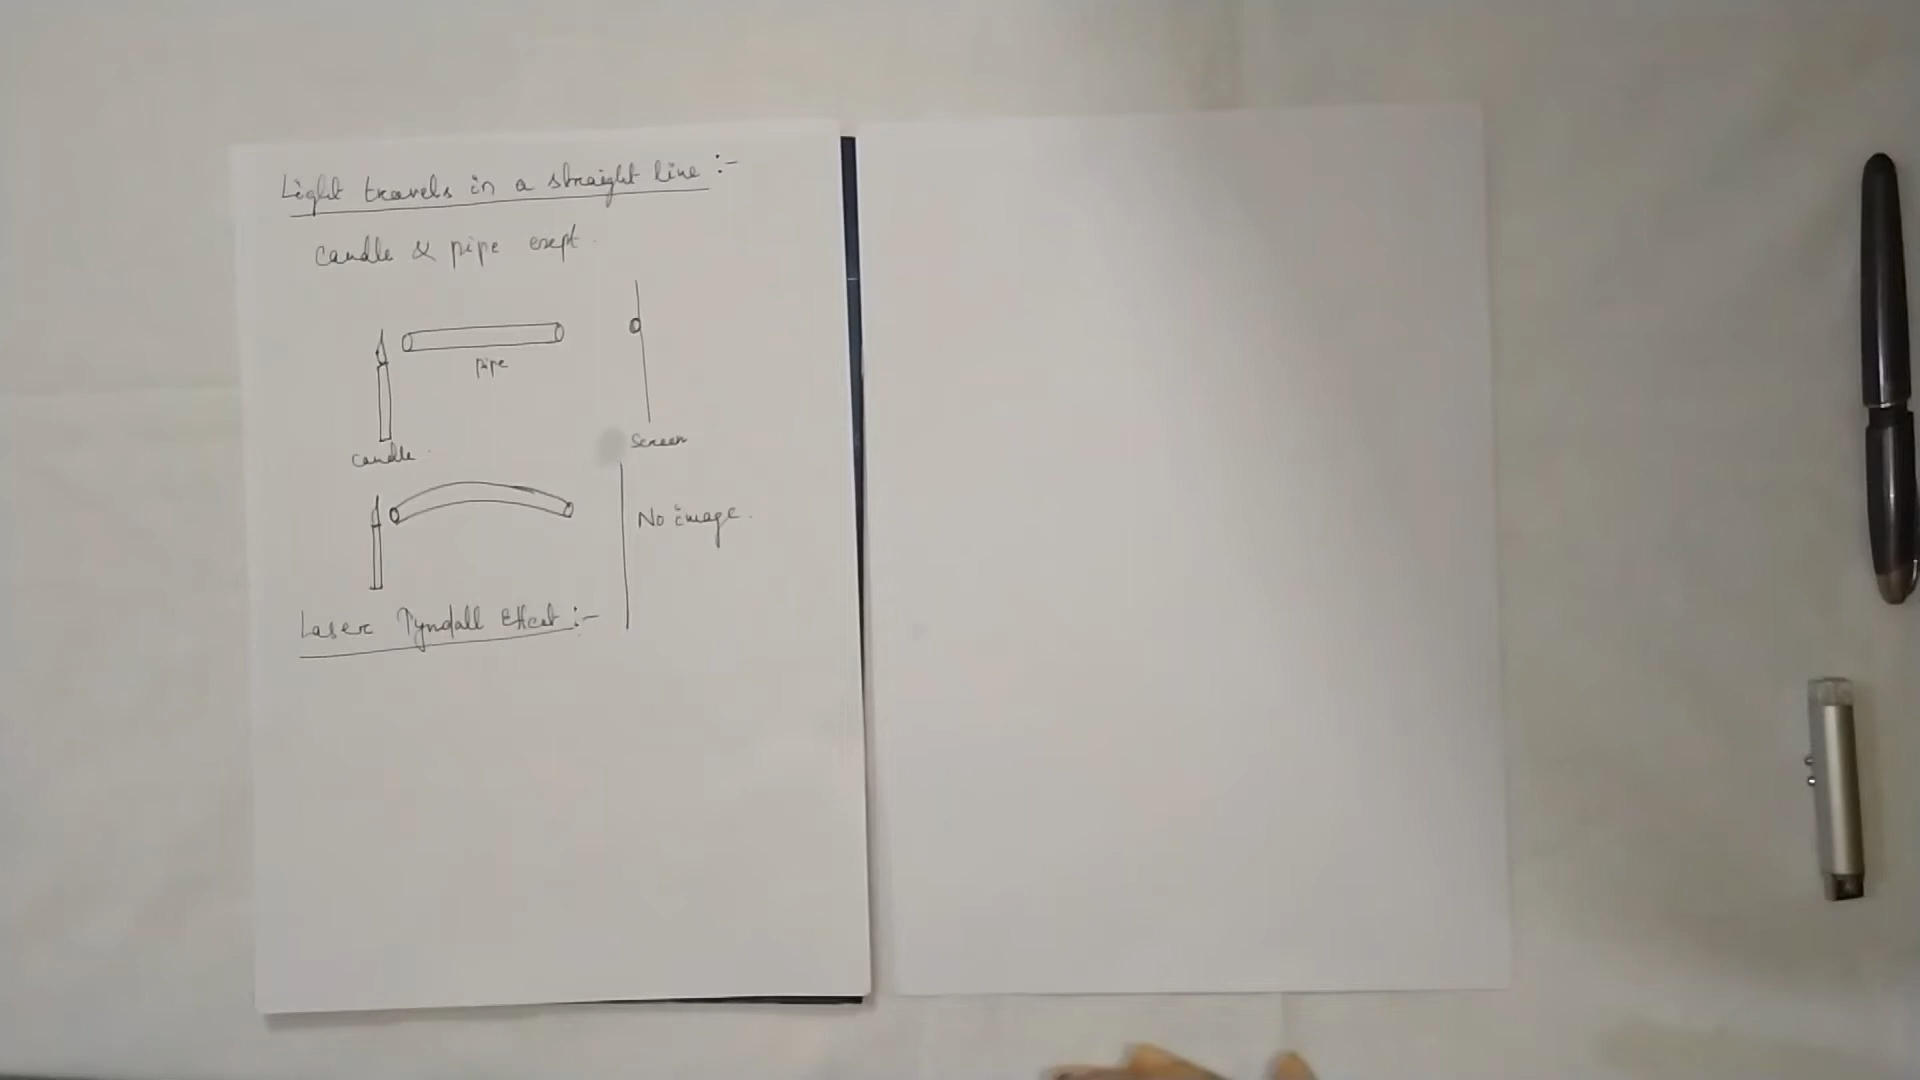 Light travels in a straight line :-
Candle & pipe expt.
pipe
Screen
Candle.
No image.
Laser Tyndall Effect :-